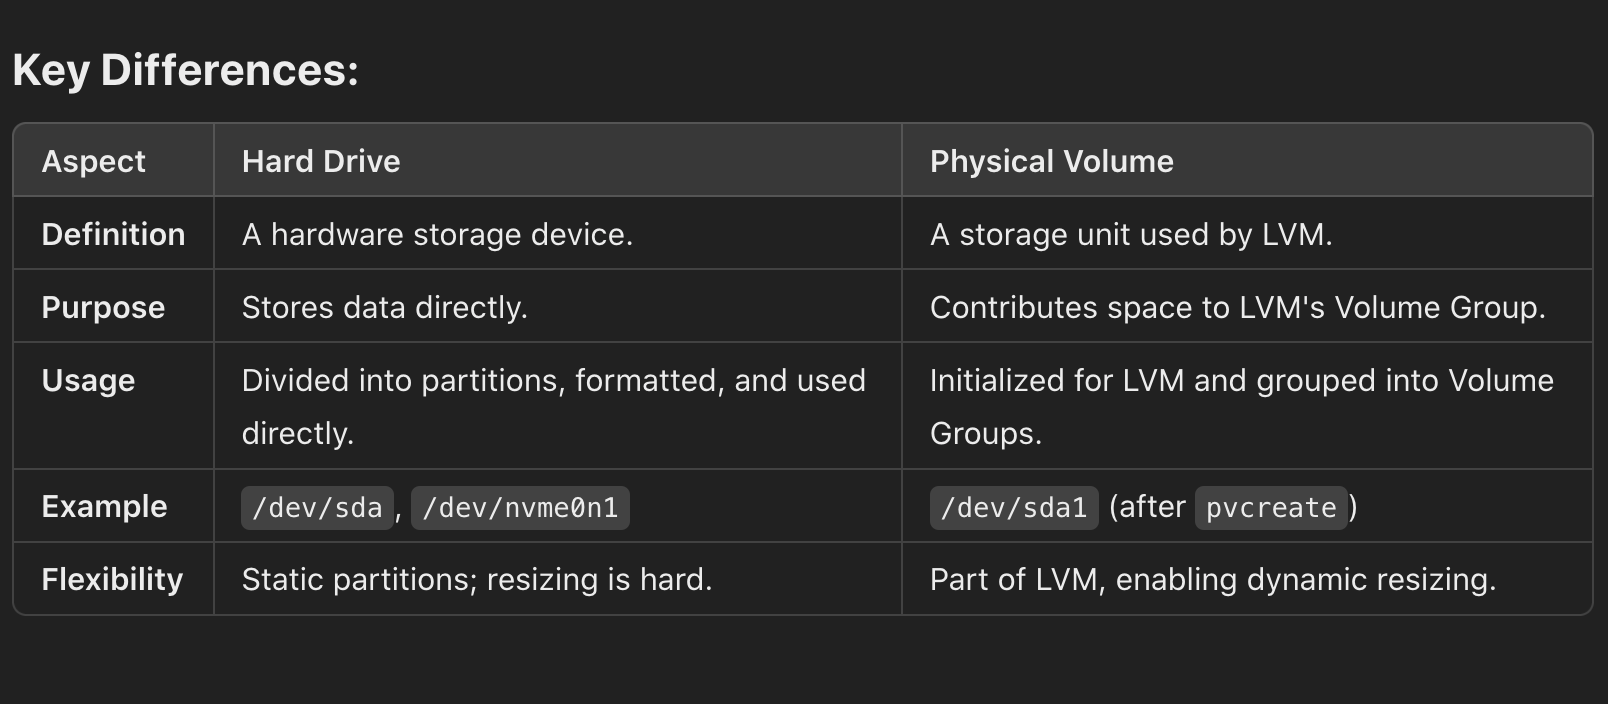 Key Differences:
Aspect Hard Drive Physical Volume
Definition A hardware storage device. A storage unit used by LVM.
Purpose Stores data directly. Contributes space to LVM's Volume Group.
Usage Divided into partitions, formatted, and used Initialized for LVM and grouped into Volume
directly. Groups.
Example /dev/sda, /dev/nvme0n1 /dev/sda1 (after pvcreate)
Flexibility Static partitions; resizing is hard. Part of LVM, enabling dynamic resizing.